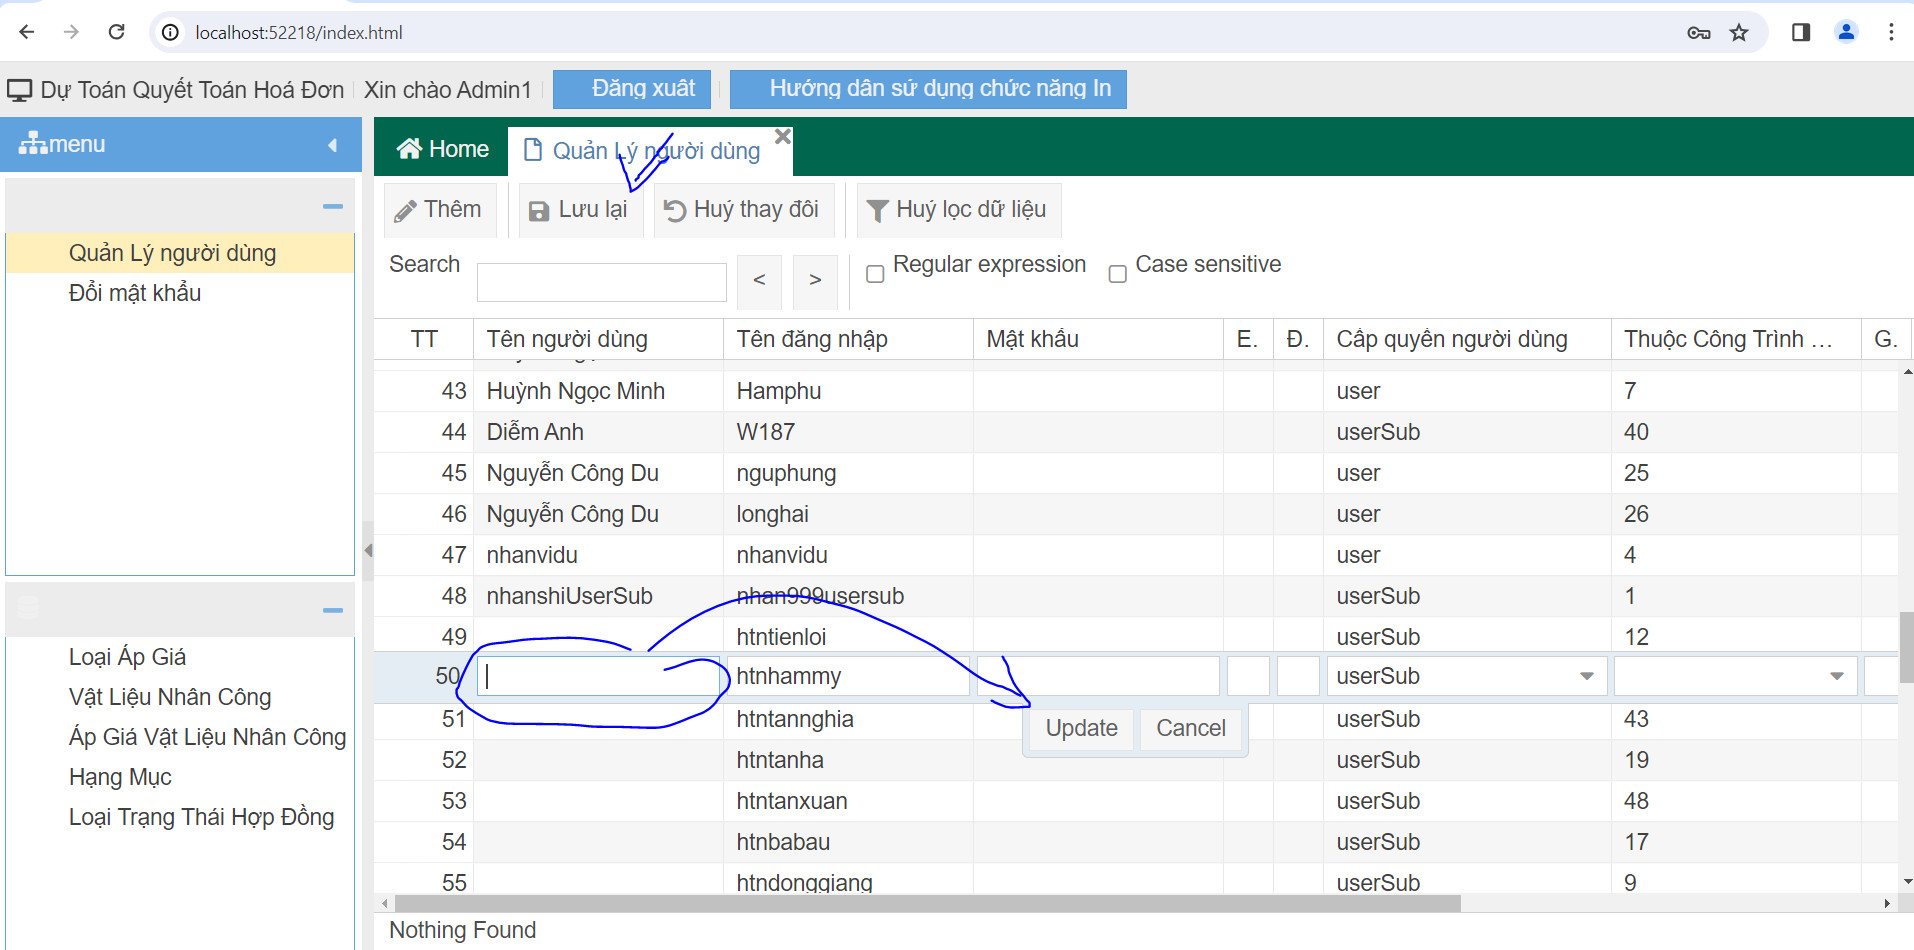 localhost:52218/index.html
Dự Toán Quyết Toán Hoá Đơn Xin chào Admin1 Đăng xuât Hướng dân sử dụng chức năng In
menu
Home Quản Lý người dùng
Thêm Lưu lại Huỷ thay đôi Huỷ lọc dữ liệu
Quản Lý người dùng
Đổi mật khẩu
Search < > Regular expression Case sensitive
TT Tên người dùng Tên đăng nhập Mật khẩu E. Đ. Cấp quyền người dùng Thuộc Công Trình ... G.
43 Huỳnh Ngọc Minh Hamphu user 7
44 Diễm Anh W187 userSub 40
45 Nguyễn Công Du nguphung user 25
46 Nguyễn Công Du longhai user 26
47 nhanvidu nhanvidu user 4
48 nhanshiUserSub nhan999usersub userSub 1
49 htntienloi userSub 12
50 htnhammy userSub
51 htntannghia userSub 43
Update Cancel
52 htntanha userSub 19
53 htntanxuan userSub 48
54 htnbabau userSub 17
55 htndonggiang userSub 9
Loại Áp Giá
Vật Liệu Nhân Công
Áp Giá Vật Liệu Nhân Công
Hạng Mục
Loại Trạng Thái Hợp Đồng
Nothing Found